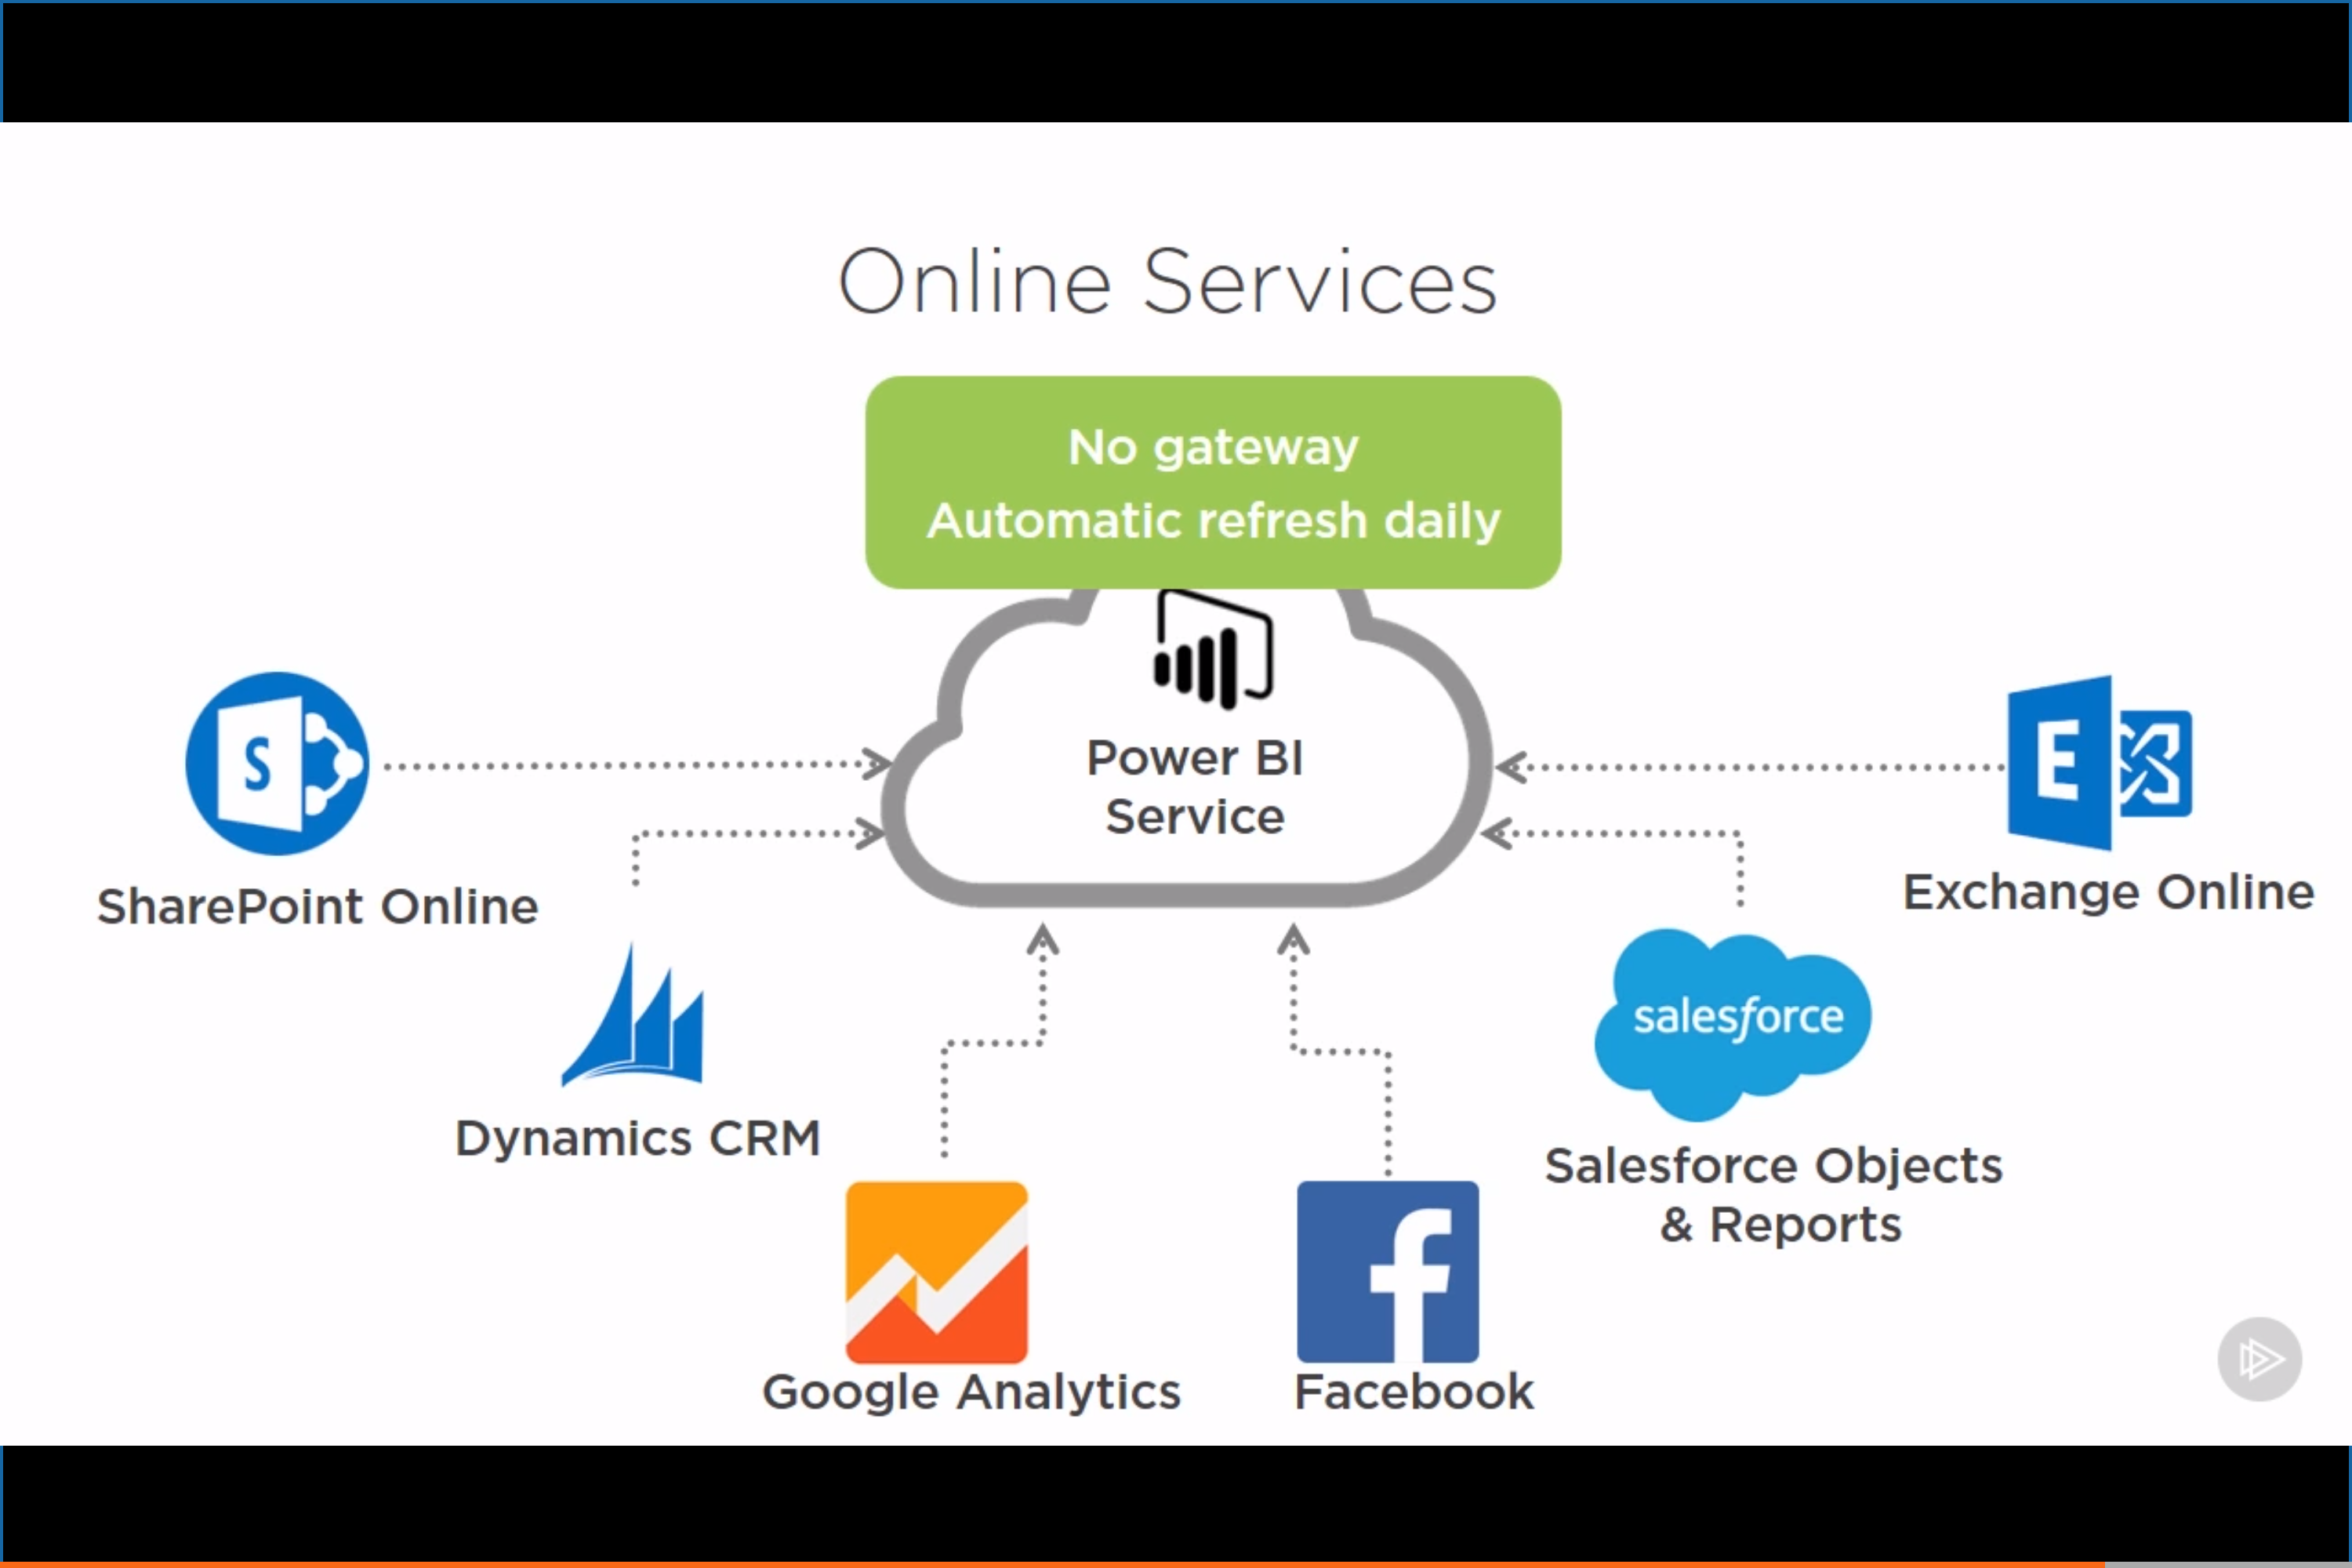 Online Services
No gateway
Automatic refresh daily
Power BI
Service
S
SharePoint Online
E
Exchange Online
Dynamics CRM
salesforce
Salesforce Objects
& Reports
Google Analytics
f
Facebook